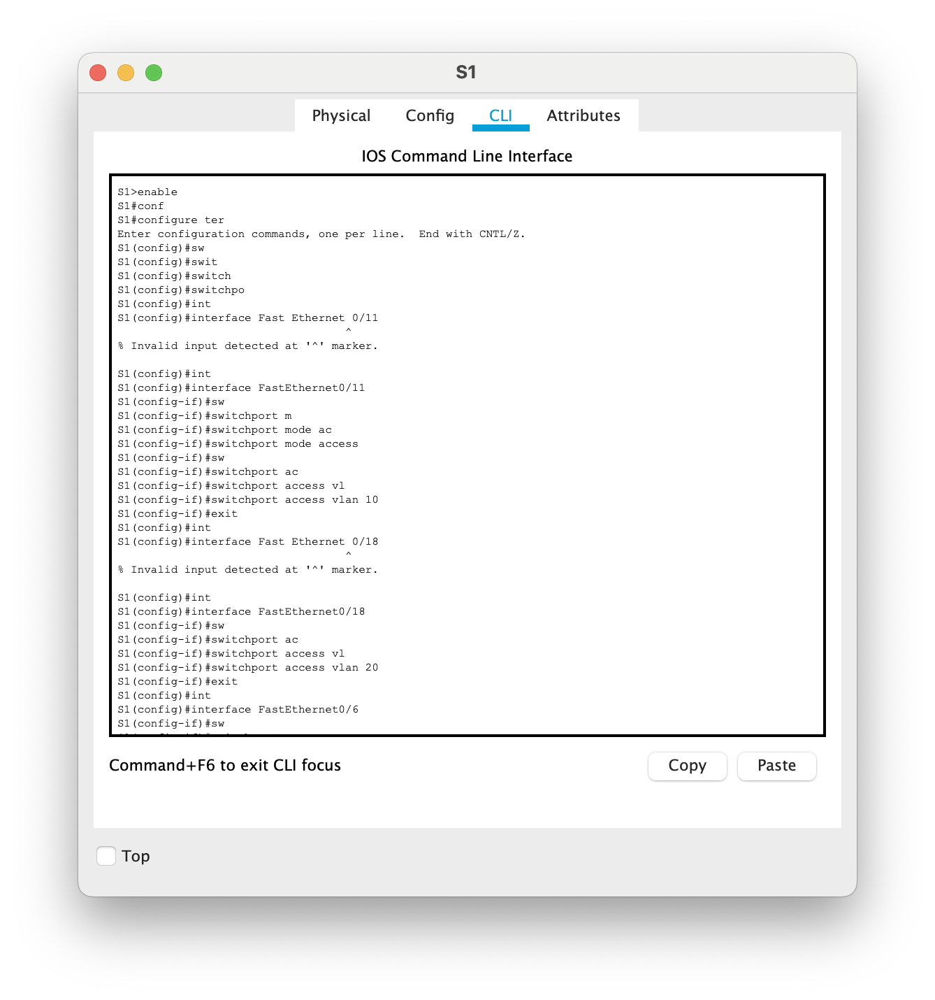 S1
Physical Config CLI Attributes
IOS Command Line Interface
S1>enable
S1#conf
S1#configure ter
Enter configuration commands, one per line.  End with CNTL/Z.
S1(config)#sw
S1(config)#swit
S1(config)#switch
S1(config)#switchpo
S1(config)#int
S1(config)#interface Fast Ethernet 0/11
^
% Invalid input detected at '^' marker.
S1(config)#int
S1(config)#interface FastEthernet0/11
S1(config-if)#sw
S1(config-if)#switchport m
S1(config-if)#switchport mode ac
S1(config-if)#switchport mode access
S1(config-if)#sw
S1(config-if)#switchport ac
S1(config-if)#switchport access vl
S1(config-if)#switchport access vlan 10
S1(config-if)#exit
S1(config)#int
S1(config)#interface Fast Ethernet 0/18
^
% Invalid input detected at '^' marker.
S1(config)#int
S1(config)#interface FastEthernet0/18
S1(config-if)#sw
S1(config-if)#switchport ac
S1(config-if)#switchport access vl
S1(config-if)#switchport access vlan 20
S1(config-if)#exit
S1(config)#int
S1(config)#interface FastEthernet0/6
S1(config-if)#sw
Command+F6 to exit CLI focus
Copy Paste
Top